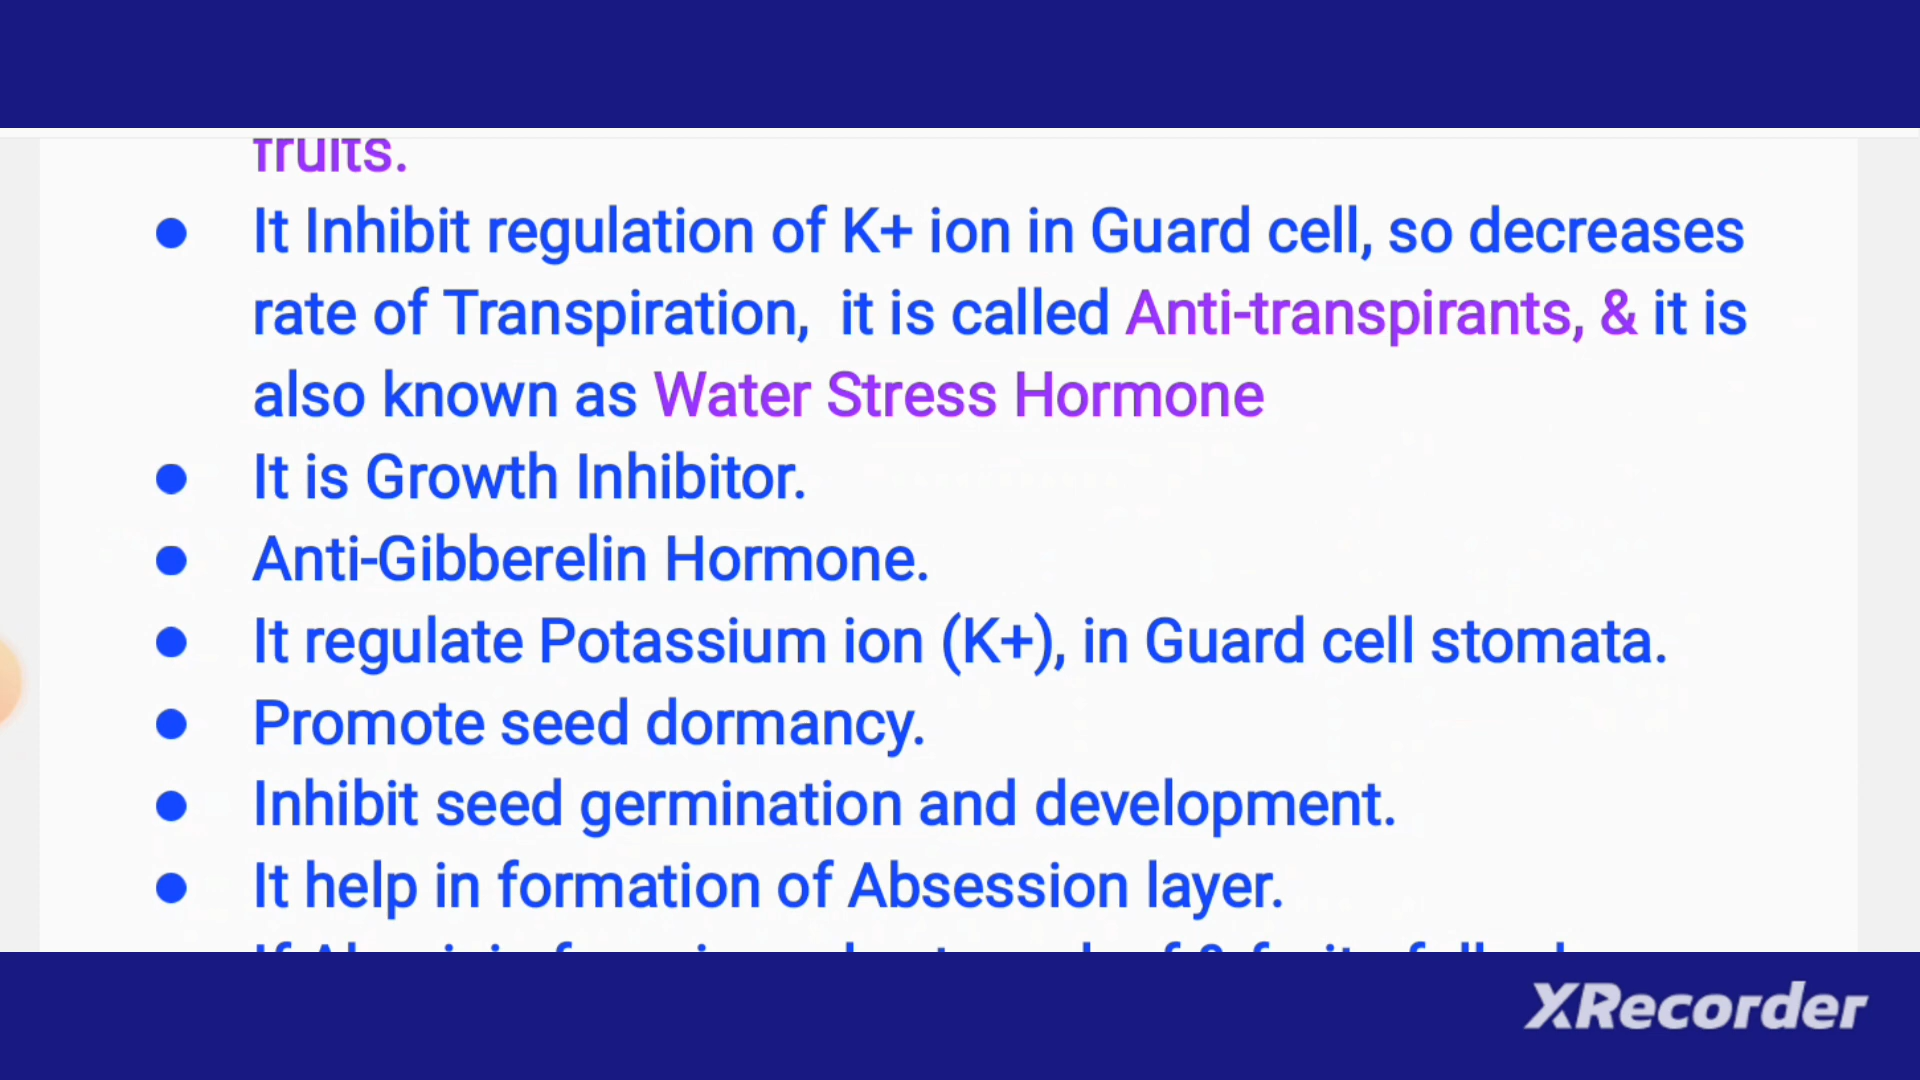 fruits.
● It Inhibit regulation of K+ ion in Guard cell, so decreases
rate of Transpiration,  it is called Anti-transpirants, & it is
also known as Water Stress Hormone
● It is Growth Inhibitor.
● Anti-Gibberelin Hormone.
● It regulate Potassium ion (K+), in Guard cell stomata.
● Promote seed dormancy.
● Inhibit seed germination and development.
● It help in formation of Absession layer.
XRecorder